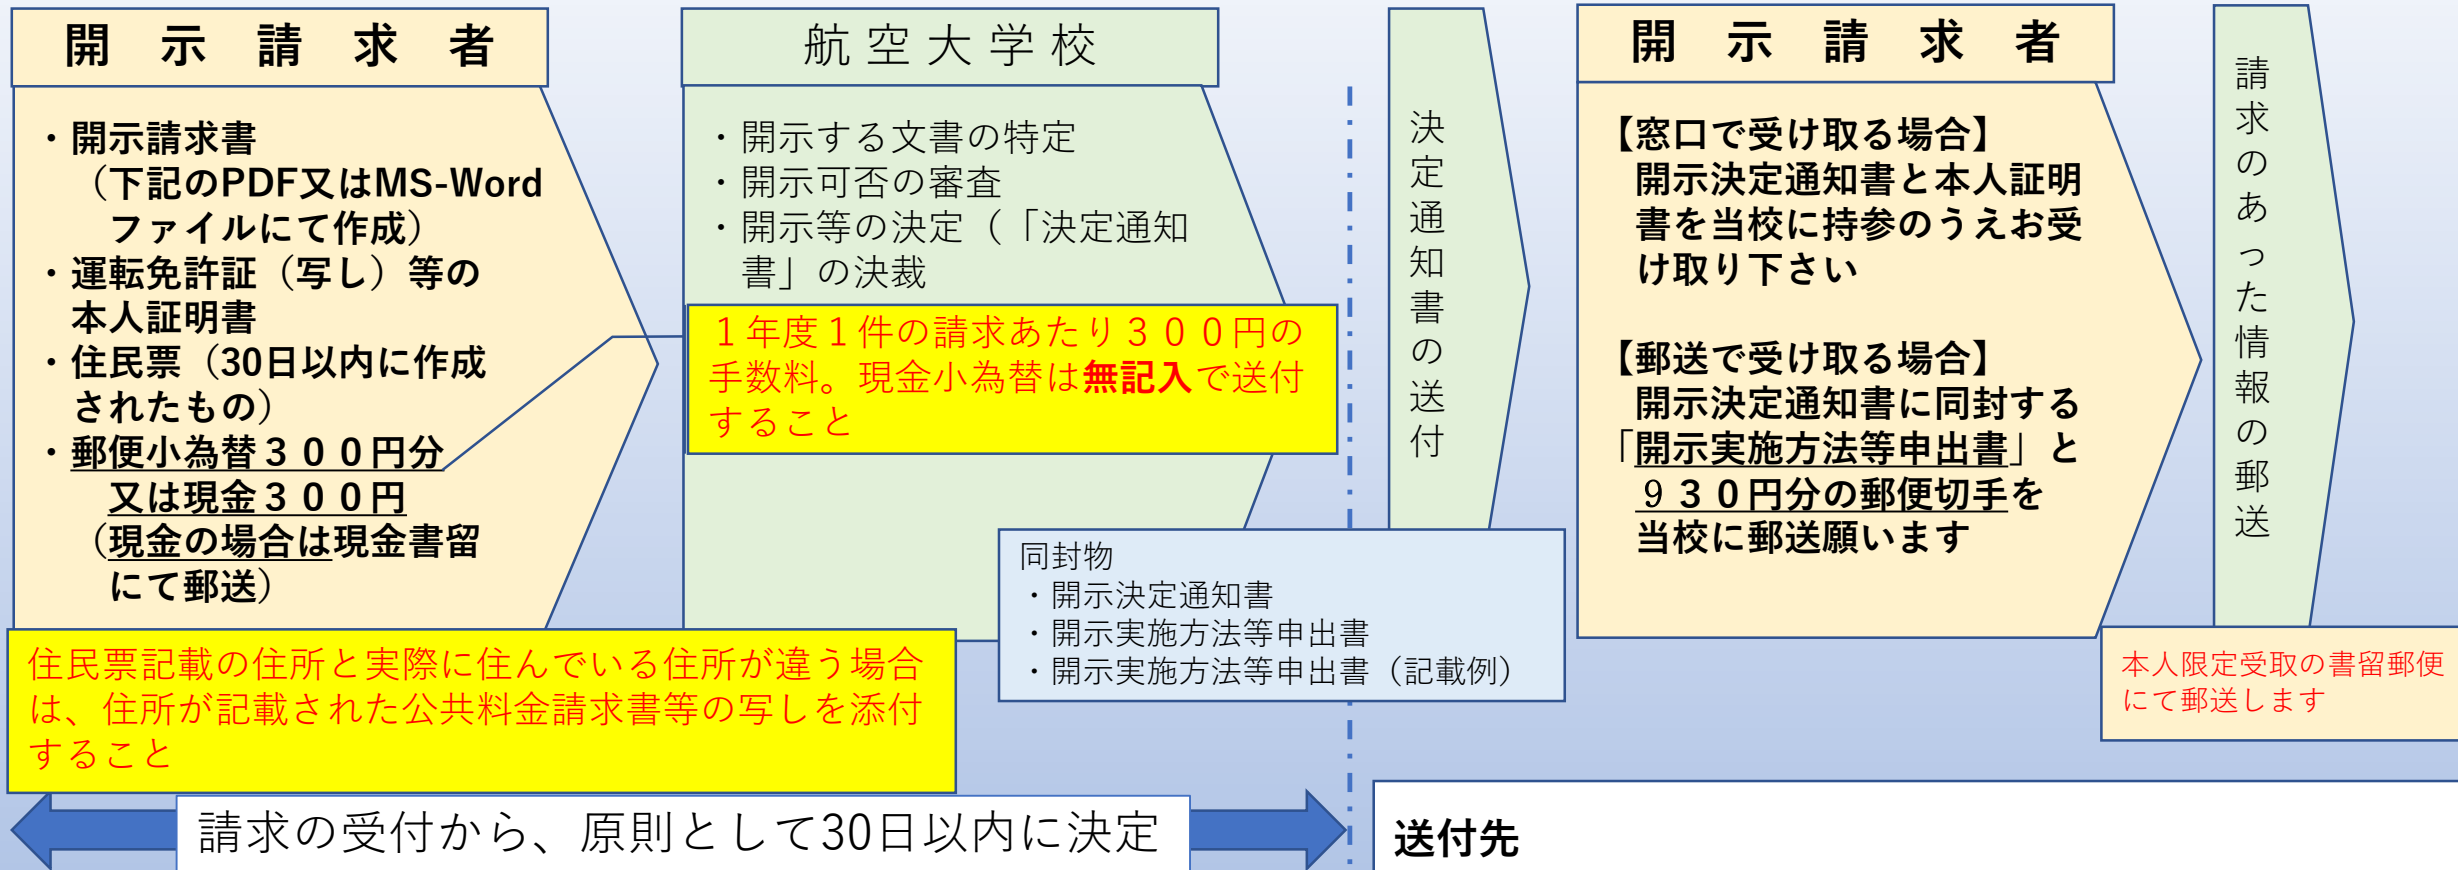 開示請求者
・開示請求書
（下記のPDF又はMS-Word
ファイルにて作成）
・運転免許証（写し）等の
本人証明書
・住民票（30日以内に作成
されたもの）
・郵便小為替３００円分
又は現金３００円
（現金の場合は現金書留
にて郵送）
住民票記載の住所と実際に住んでいる住所が違う場合
は、住所が記載された公共料金請求書等の写しを添付
すること
航空大学校
・開示する文書の特定
・開示可否の審査
・開示等の決定（「決定通知
書」の決裁
１年度１件の請求あたり３００円の
手数料。現金小為替は無記入で送付
すること
決定通知書の送付
同封物
・開示決定通知書
・開示実施方法等申出書
・開示実施方法等申出書（記載例）
開示請求者
【窓口で受け取る場合】
開示決定通知書と本人証明
書を当校に持参のうえお受
け取り下さい
【郵送で受け取る場合】
開示決定通知書に同封する
「開示実施方法等申出書」と
９３０円分の郵便切手を
当校に郵送願います
請求のあった情報の郵送
本人限定受取の書留郵便
にて郵送します
請求の受付から、原則として30日以内に決定
送付先